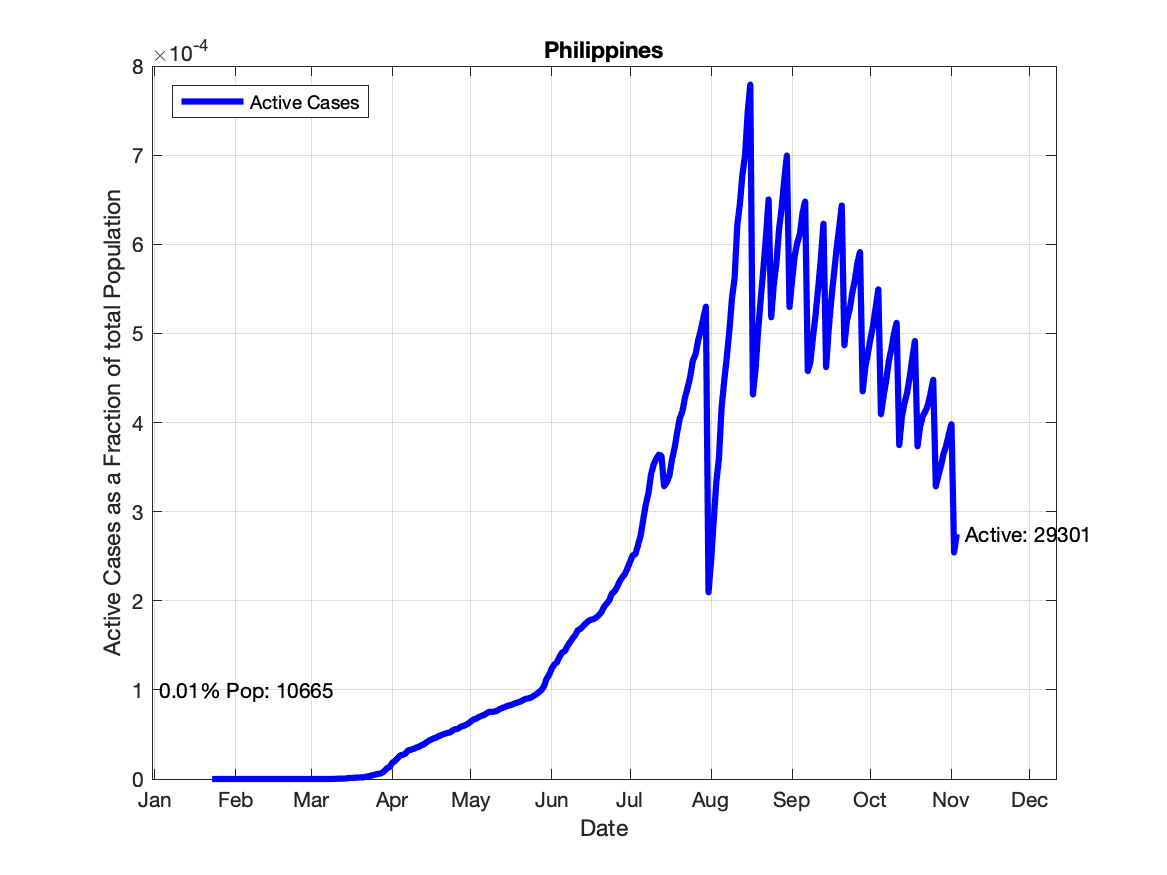 Philippines
×10⁻⁴
8
7
6
5
4
3
2
1
0
Active Cases as a Fraction of total Population
Active Cases
Active: 29301
0.01% Pop: 10665
Jan Feb Mar Apr May Jun Jul Aug Sep Oct Nov Dec
Date